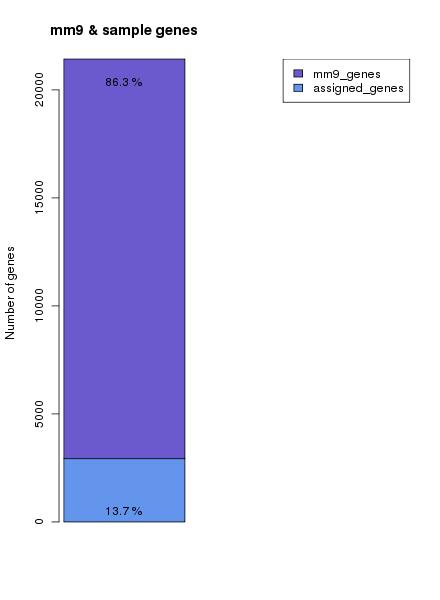 mm9 & sample genes
mm9_genes
assigned_genes
86.3 %
13.7 %
Number of genes
20000
15000
10000
5000
0